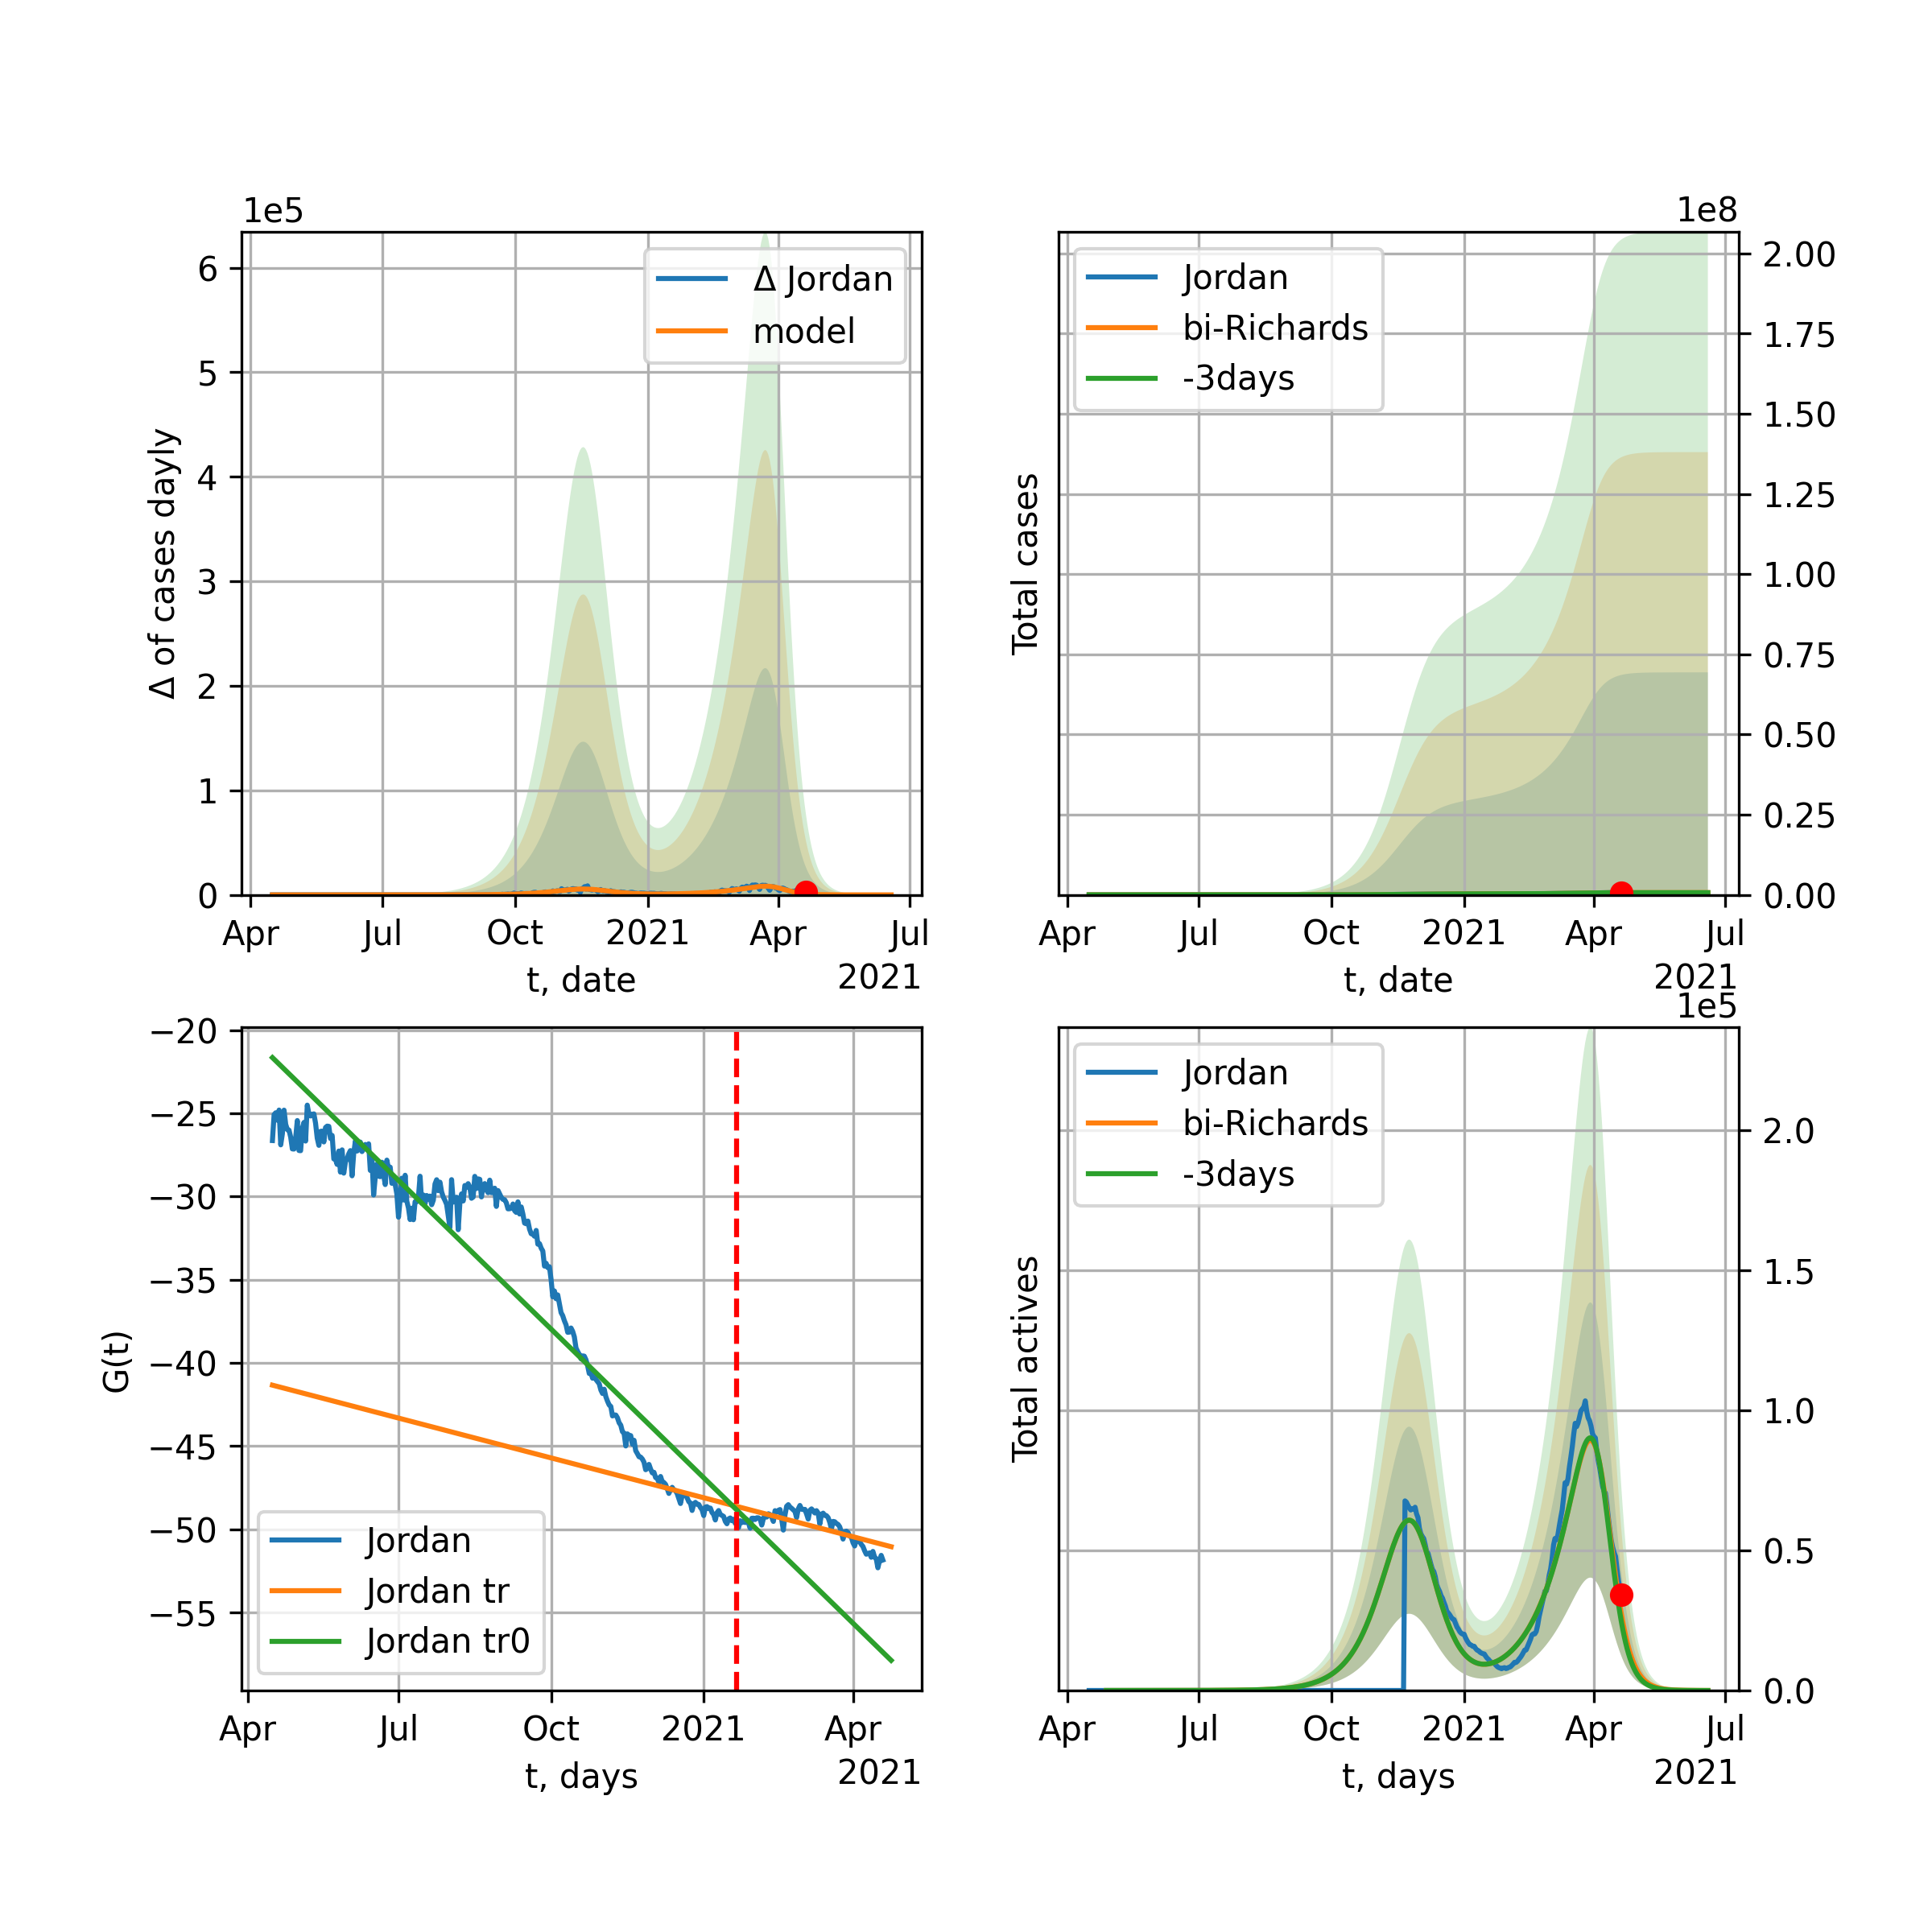 1e5
Δ of cases dayly
6
5
4
3
2
1
0
Δ Jordan
model
Apr Jul Oct 2021 Apr Jul
t, date
2021
1e8
Total cases
Jordan
bi-Richards
-3days
2.00
1.75
1.50
1.25
1.00
0.75
0.50
0.25
0.00
Apr Jul Oct 2021 Apr Jul
t, date
2021
G(t)
−20
−25
−30
−35
−40
−45
−50
−55
Jordan
Jordan tr
Jordan tr0
Apr Jul Oct 2021 Apr
t, days
2021
1e5
Total actives
Jordan
bi-Richards
-3days
2.0
1.5
1.0
0.5
0.0
Apr Jul Oct 2021 Apr Jul
t, days
2021